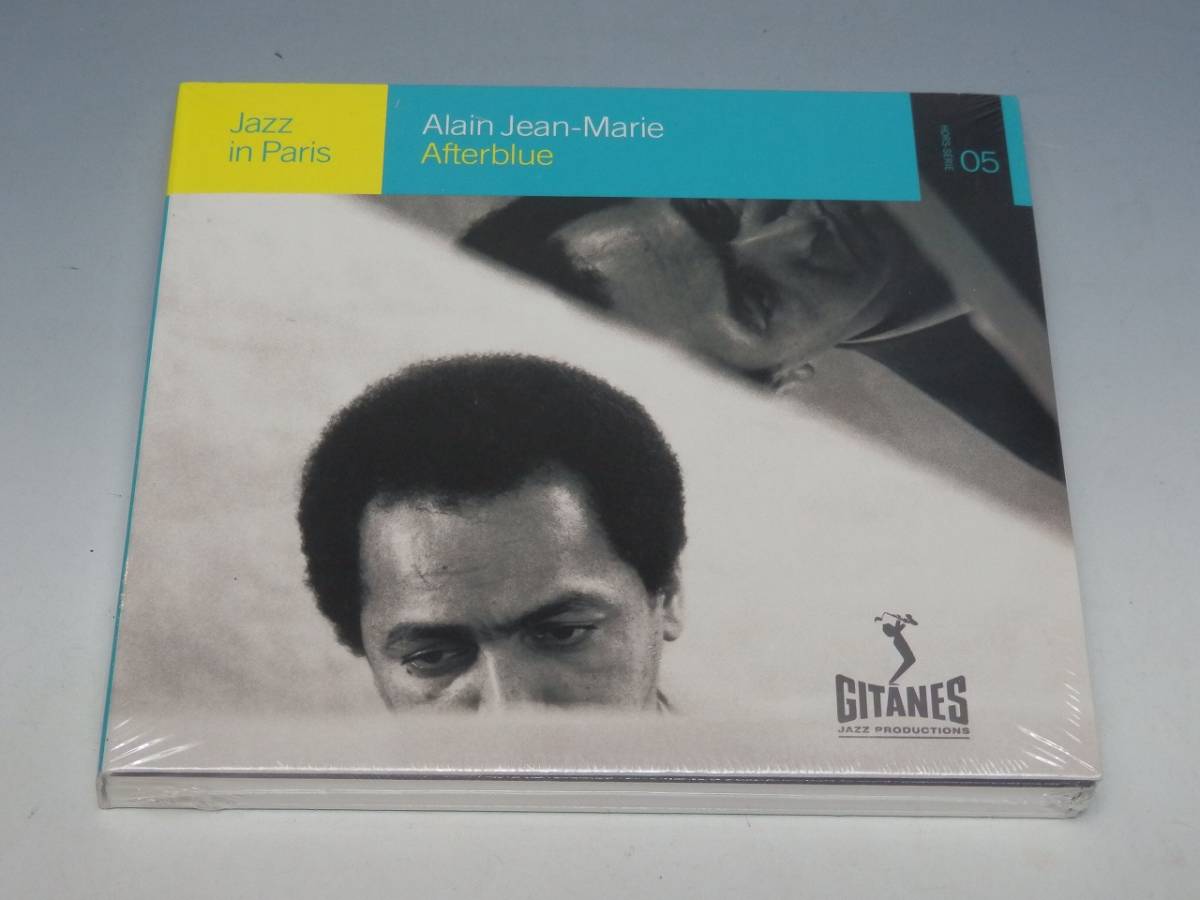 Jazz
in Paris
Alain Jean-Marie
Afterblue
HORS-SÉRIE
05
GITANES
JAZZ PRODUCTIONS